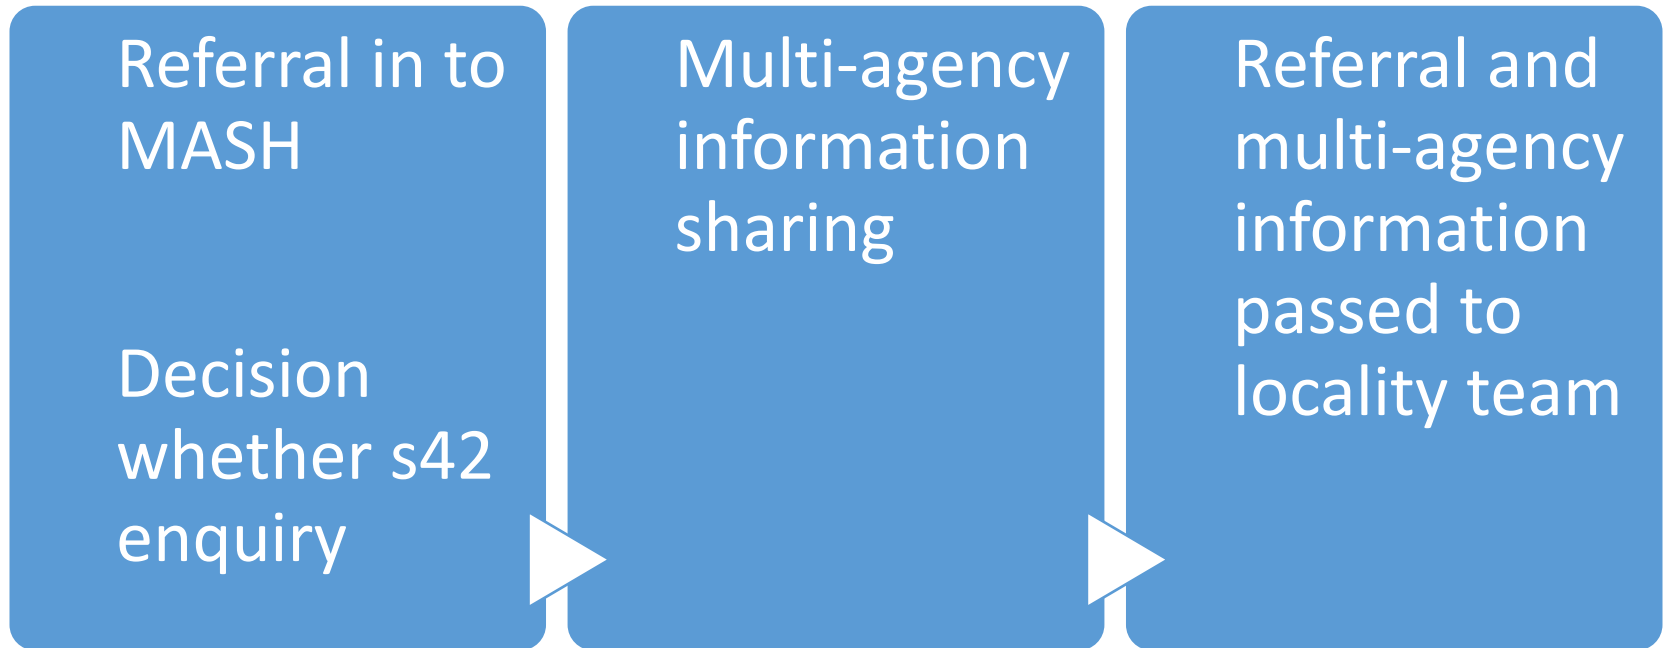 Referral in to
MASH
Decision
whether s42
enquiry
Multi-agency
information
sharing
Referral and
multi-agency
information
passed to
locality team